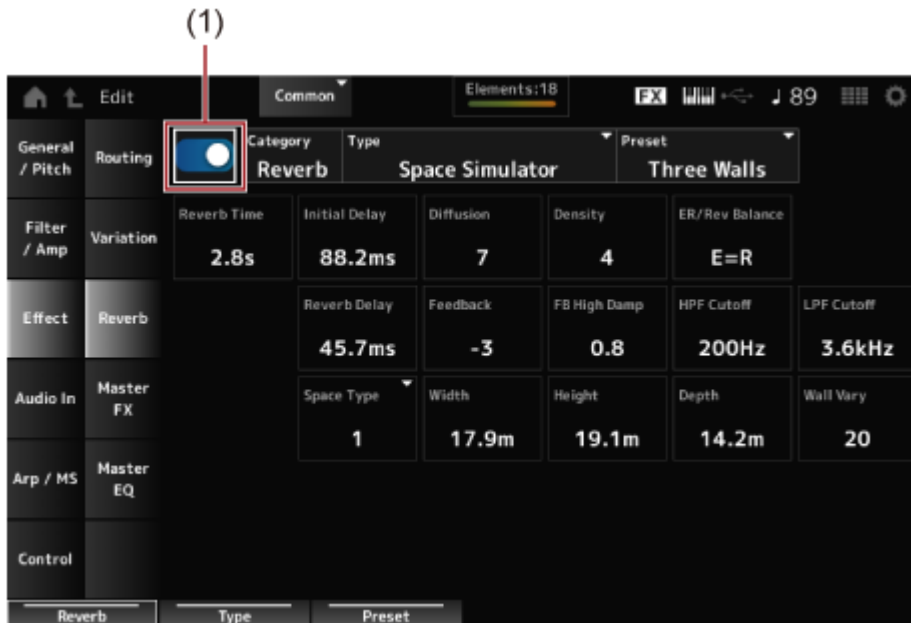 (1)
Edit
Common
Elements:18
FX
♩ 89
General / Pitch
Routing
Category
Reverb
Type
Space Simulator
Preset
Three Walls
Filter / Amp
Variation
Reverb Time
2.8s
Initial Delay
88.2ms
Diffusion
7
Density
4
ER/Rev Balance
E=R
Effect
Reverb
Reverb Delay
45.7ms
Feedback
-3
FB High Damp
0.8
HPF Cutoff
200Hz
LPF Cutoff
3.6kHz
Audio In
Master FX
Space Type
1
Width
17.9m
Height
19.1m
Depth
14.2m
Wall Vary
20
Arp / MS
Master EQ
Control
Reverb
Type
Preset